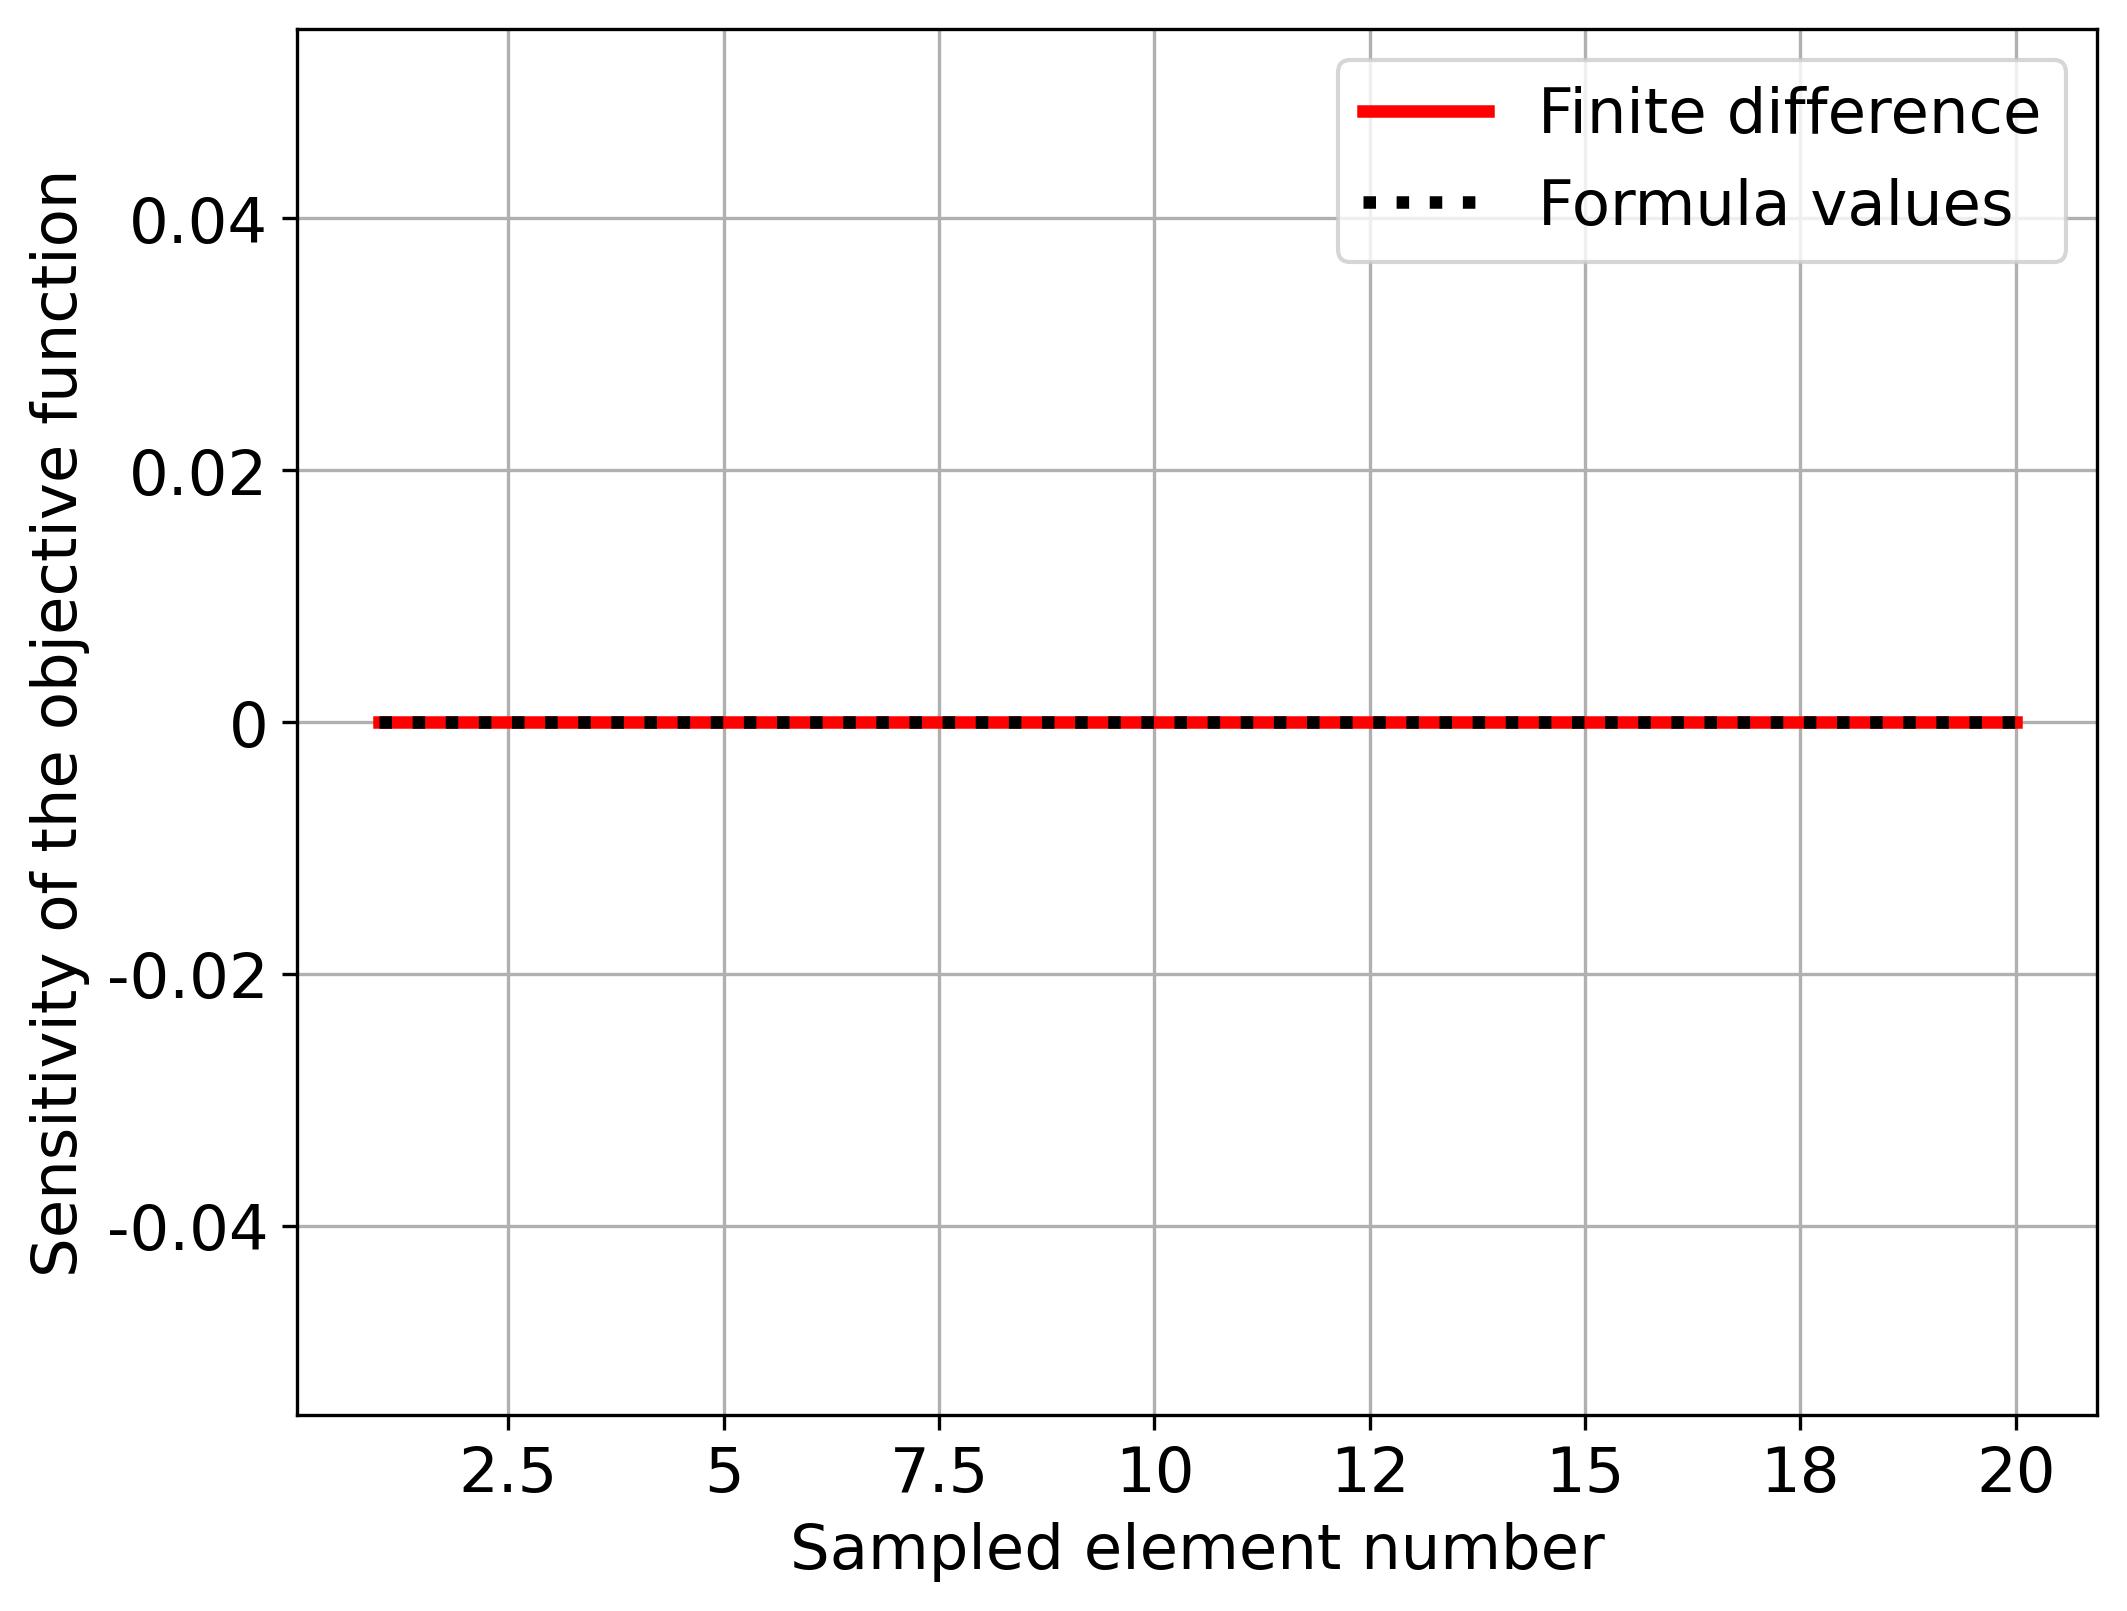 Finite difference
Formula values
Sensitivity of the objective function
0.04
0.02
0
-0.02
-0.04
2.5 5 7.5 10 12 15 18 20
Sampled element number